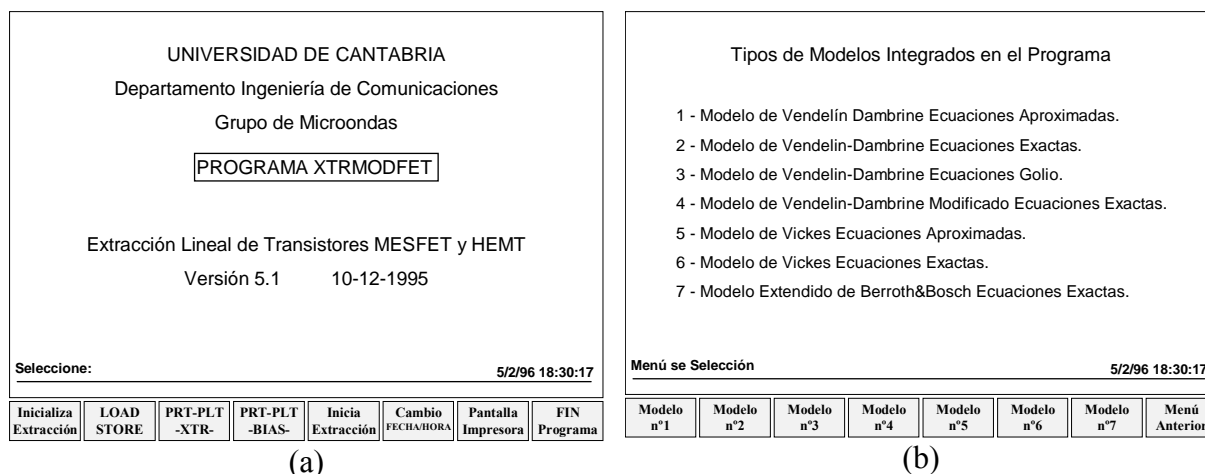 UNIVERSIDAD DE CANTABRIA
Departamento Ingeniería de Comunicaciones
Grupo de Microondas
PROGRAMA XTRMODFET
Extracción Lineal de Transistores MESFET y HEMT
Versión 5.1 10-12-1995
Seleccione: 5/2/96 18:30:17
Inicializa Extracción
LOAD STORE
PRT-PLT -XTR-
PRT-PLT -BIAS-
Inicia Extracción
Cambio FECHA/HORA
Pantalla Impresora
FIN Programa
(a)
Tipos de Modelos Integrados en el Programa
1 - Modelo de Vendelín Dambrine Ecuaciones Aproximadas.
2 - Modelo de Vendelin-Dambrine Ecuaciones Exactas.
3 - Modelo de Vendelin-Dambrine Ecuaciones Golio.
4 - Modelo de Vendelin-Dambrine Modificado Ecuaciones Exactas.
5 - Modelo de Vickes Ecuaciones Aproximadas.
6 - Modelo de Vickes Ecuaciones Exactas.
7 - Modelo Extendido de Berroth&Bosch Ecuaciones Exactas.
Menú se Selección 5/2/96 18:30:17
Modelo nº1
Modelo nº2
Modelo nº3
Modelo nº4
Modelo nº5
Modelo nº6
Modelo nº7
Menú Anterior
(b)